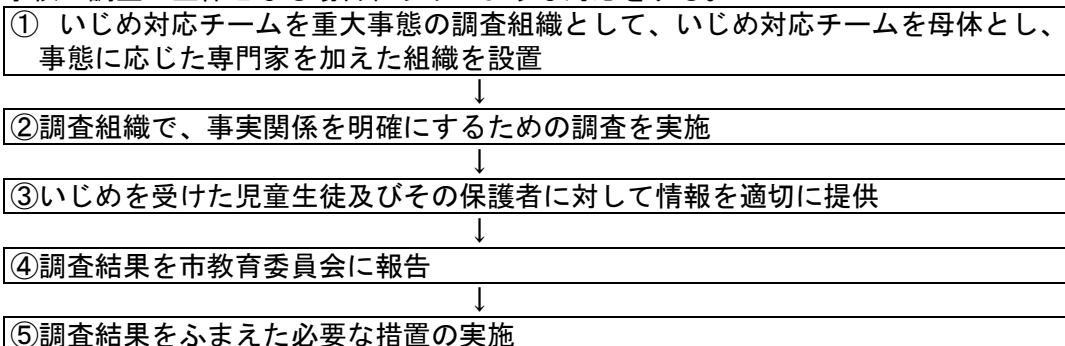 ① いじめ対応チームを重大事態の調査組織として、いじめ対応チームを母体とし、
事態に応じた専門家を加えた組織を設置
↓
②調査組織で、事実関係を明確にするための調査を実施
↓
③いじめを受けた児童生徒及びその保護者に対して情報を適切に提供
↓
④調査結果を市教育委員会に報告
↓
⑤調査結果をふまえた必要な措置の実施